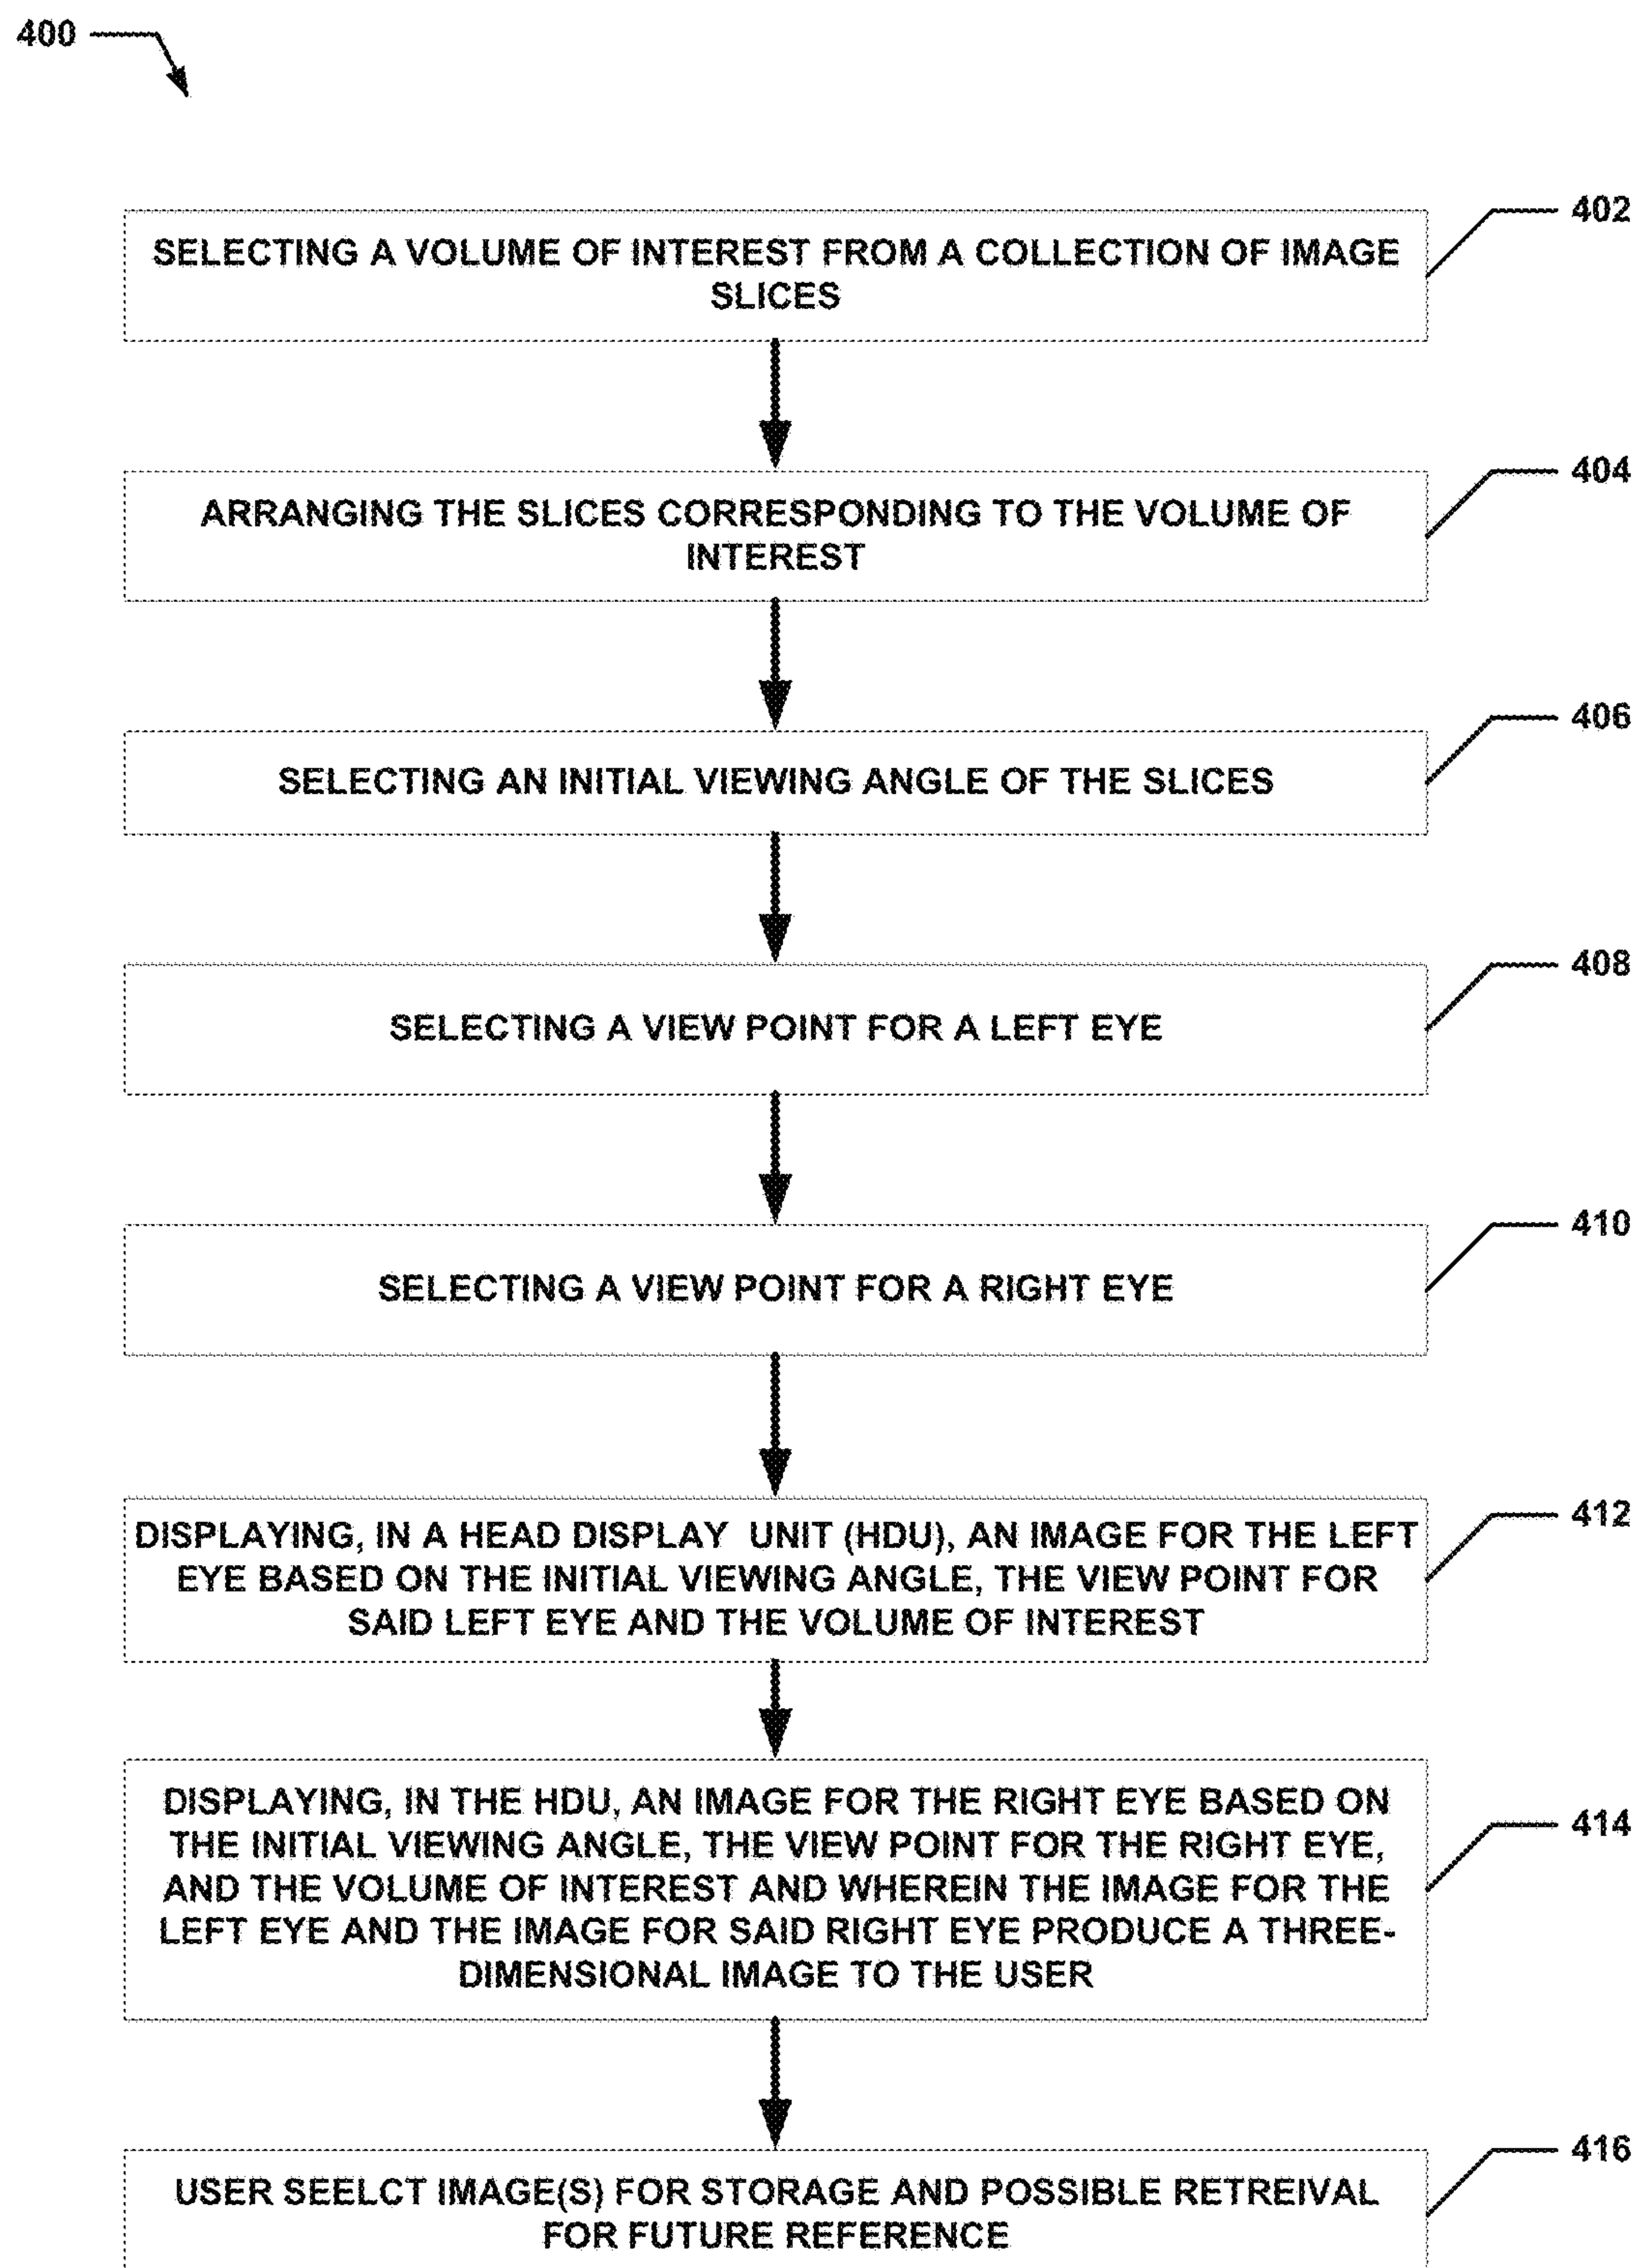 400
402
SELECTING A VOLUME OF INTEREST FROM A COLLECTION OF IMAGE
SLICES
404
ARRANGING THE SLICES CORRESPONDING TO THE VOLUME OF
INTEREST
406
SELECTING AN INITIAL VIEWING ANGLE OF THE SLICES
408
SELECTING A VIEW POINT FOR A LEFT EYE
410
SELECTING A VIEW POINT FOR A RIGHT EYE
412
DISPLAYING, IN A HEAD DISPLAY UNIT (HDU), AN IMAGE FOR THE LEFT
EYE BASED ON THE INITIAL VIEWING ANGLE, THE VIEW POINT FOR
SAID LEFT EYE AND THE VOLUME OF INTEREST
414
DISPLAYING, IN THE HDU, AN IMAGE FOR THE RIGHT EYE BASED ON
THE INITIAL VIEWING ANGLE, THE VIEW POINT FOR THE RIGHT EYE,
AND THE VOLUME OF INTEREST AND WHEREIN THE IMAGE FOR THE
LEFT EYE AND THE IMAGE FOR SAID RIGHT EYE PRODUCE A THREE-
DIMENSIONAL IMAGE TO THE USER
416
USER SEELCT IMAGE(S) FOR STORAGE AND POSSIBLE RETREIVAL
FOR FUTURE REFERENCE